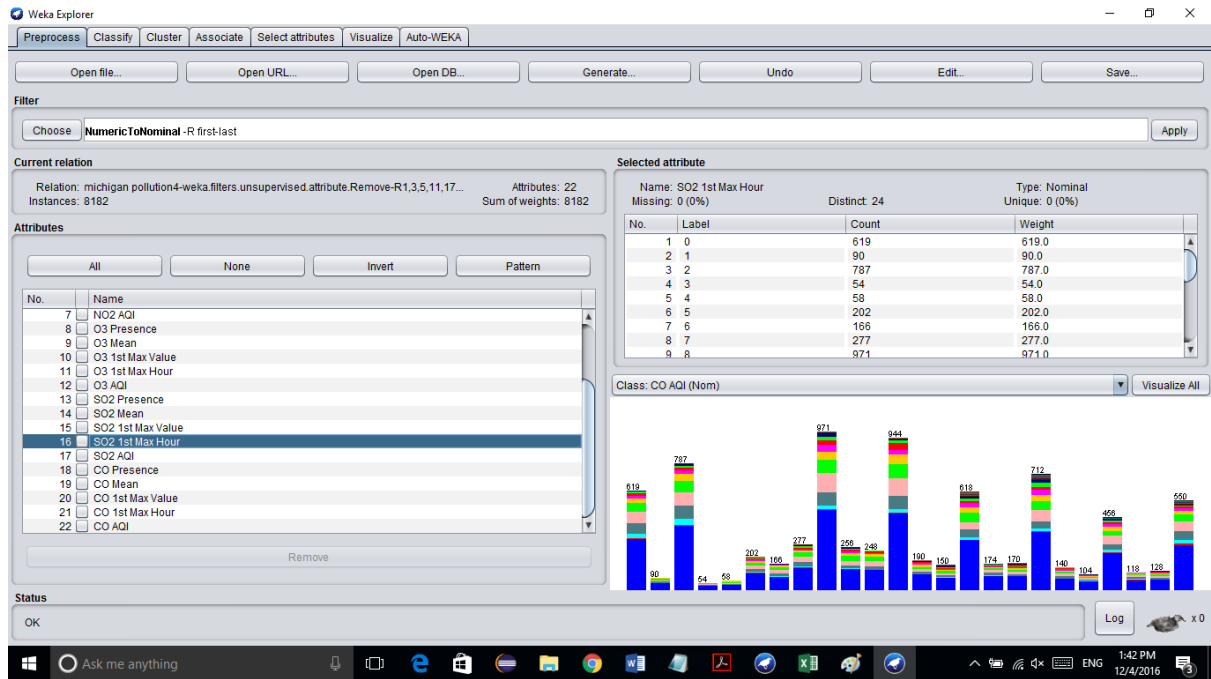 Weka Explorer
Preprocess Classify Cluster Associate Select attributes Visualize Auto-WEKA
Open file... Open URL... Open DB... Generate... Undo Edit... Save...
Filter
Choose NumericToNominal -R first-last Apply
Current relation
Relation: michigan pollution4-weka.filters.unsupervised.attribute.Remove-R1,3,5,11,17... Attributes: 22
Instances: 8182 Sum of weights: 8182
Attributes
All None Invert Pattern
No. Name
7 NO2 AQI
8 O3 Presence
9 O3 Mean
10 O3 1st Max Value
11 O3 1st Max Hour
12 O3 AQI
13 SO2 Presence
14 SO2 Mean
15 SO2 1st Max Value
16 SO2 1st Max Hour
17 SO2 AQI
18 CO Presence
19 CO Mean
20 CO 1st Max Value
21 CO 1st Max Hour
22 CO AQI
Remove
Selected attribute
Name: SO2 1st Max Hour Type: Nominal
Missing: 0 (0%) Distinct: 24 Unique: 0 (0%)
No. Label Count Weight
1 0 619 619.0
2 1 90 90.0
3 2 787 787.0
4 3 54 54.0
5 4 58 58.0
6 5 202 202.0
7 6 166 166.0
8 7 277 277.0
9 8 971 971.0
Class: CO AQI (Nom) Visualize All
619 90 787 54 58 202 166 277 971 256 248 944 190 150 618 174 170 712 140 104 456 118 128 550
Status
OK
Log x 0
Ask me anything
ENG
1:42 PM
12/4/2016
3